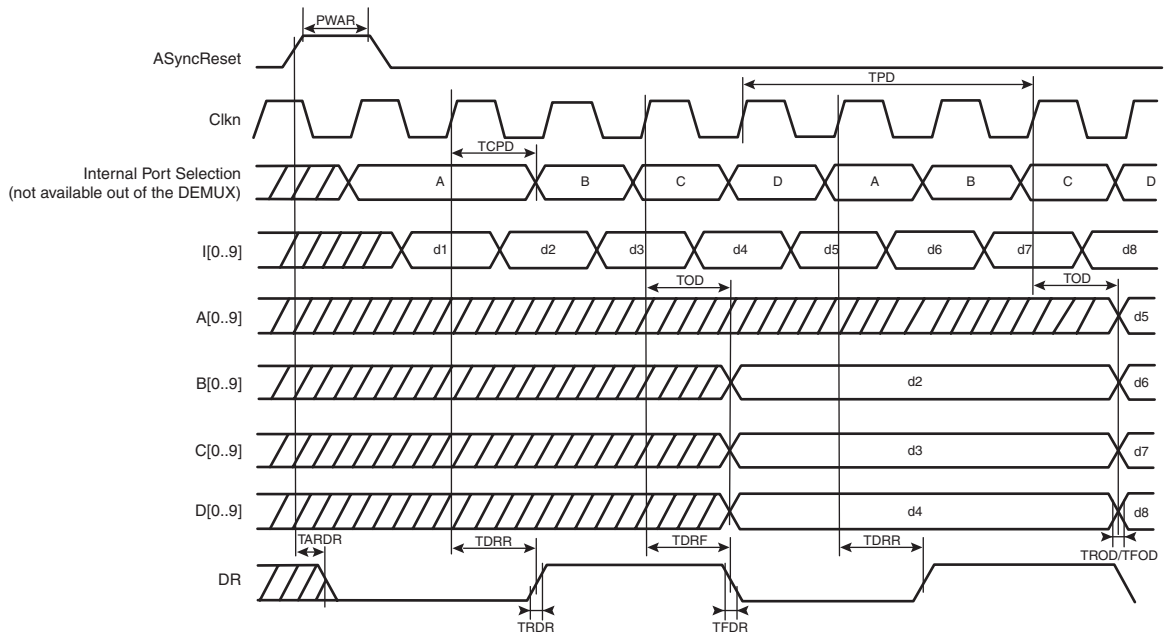 PWAR
ASyncReset
TPD
Clkn
TCPD
Internal Port Selection
(not available out of the DEMUX)
A B C D A B C D
I[0..9] d1 d2 d3 d4 d5 d6 d7 d8
TOD TOD
A[0..9] d5
B[0..9] d2 d6
C[0..9] d3 d7
D[0..9] d4 d8
TARDR TDRR TDRF TDRR TROD/TFOD
DR
TRDR TFDR